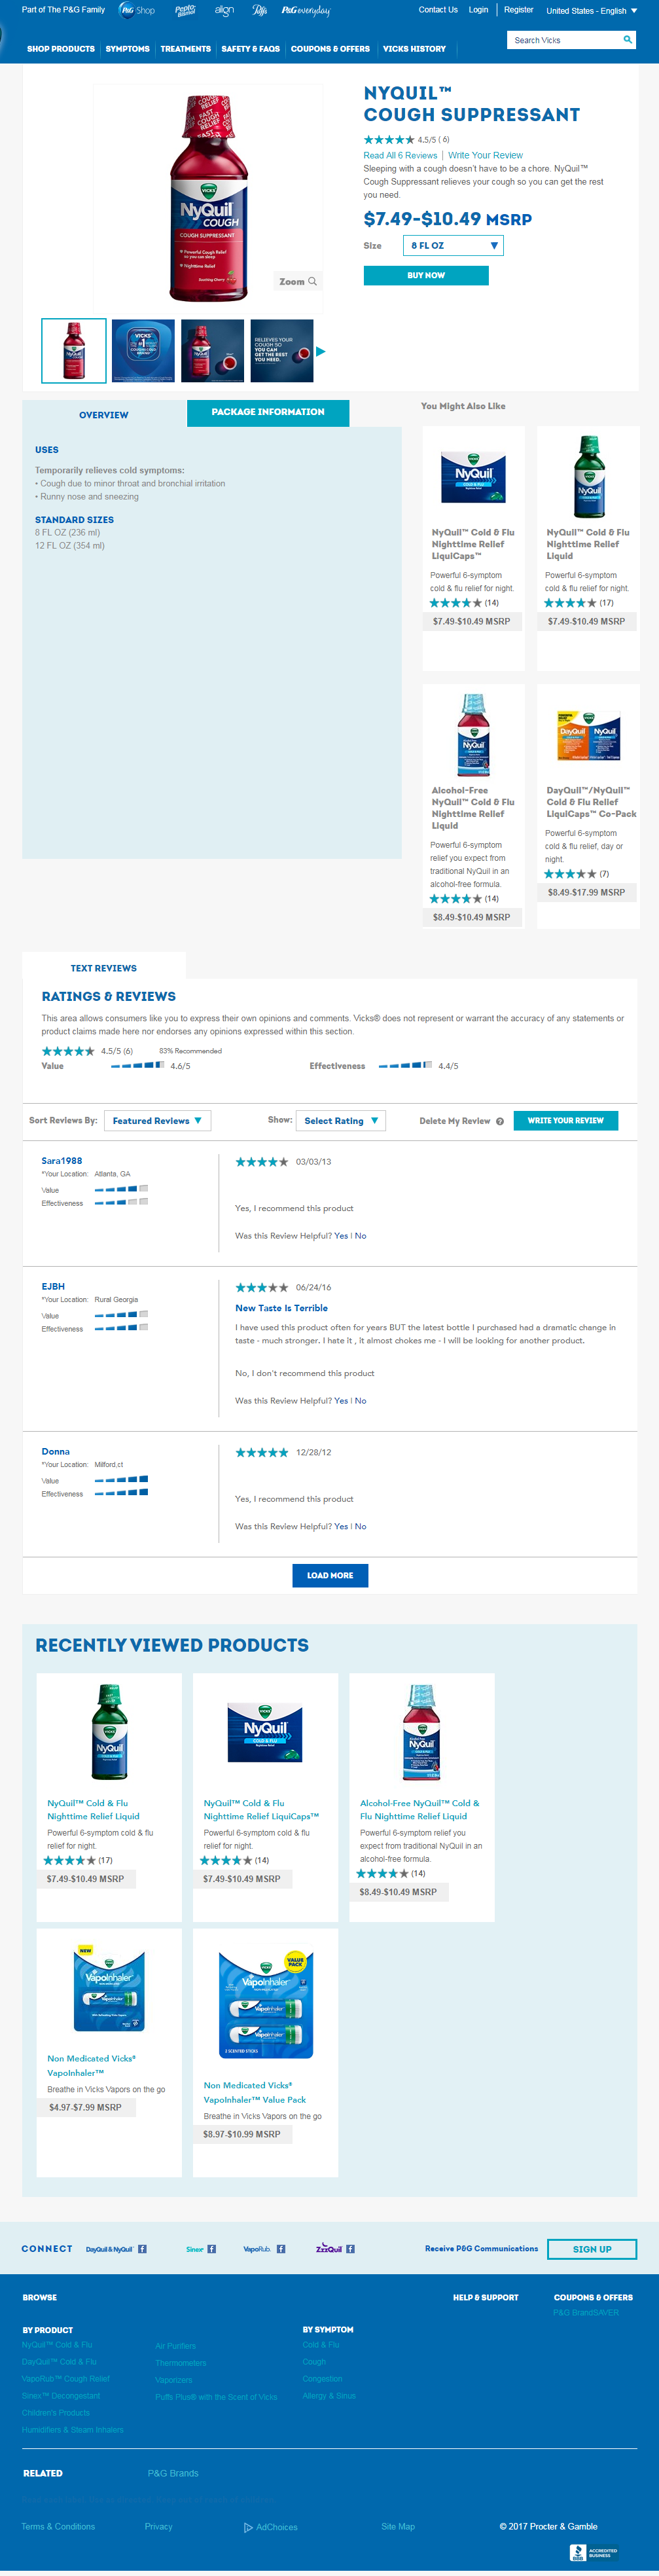 Part of The P&G Family
P&G Shop
Pepto-Bismol
align
Puffs
P&G everyday
Contact Us
Login
Register
United States - English
SHOP PRODUCTS
SYMPTOMS
TREATMENTS
SAFETY & FAQS
COUPONS & OFFERS
VICKS HISTORY
Search Vicks
FAST COUGH RELIEF
VICKS
NyQuil
COUGH
COUGH SUPPRESSANT
Zoom
NYQUIL™
COUGH SUPPRESSANT
4.5/5 ( 6)
Read All 6 Reviews | Write Your Review
Sleeping with a cough doesn't have to be a chore. NyQuil™
Cough Suppressant relieves your cough so you can get the rest
you need.
$7.49-$10.49 MSRP
Size
8 FL OZ
BUY NOW
RELIEVES YOUR
COUGH SO
YOU CAN
GET THE REST
YOU NEED.
OVERVIEW
PACKAGE INFORMATION
USES
Temporarily relieves cold symptoms:
• Cough due to minor throat and bronchial irritation
• Runny nose and sneezing
STANDARD SIZES
8 FL OZ (236 ml)
12 FL OZ (354 ml)
You Might Also Like
NyQuil™ Cold & Flu
Nighttime Relief
LiquiCaps™
Powerful 6-symptom
cold & flu relief for night.
(14)
$7.49-$10.49 MSRP
NyQuil™ Cold & Flu
Nighttime Relief
Liquid
Powerful 6-symptom
cold & flu relief for night.
(17)
$7.49-$10.49 MSRP
Alcohol-Free
NyQuil™ Cold & Flu
Nighttime Relief
Liquid
Powerful 6-symptom
relief you expect from
traditional NyQuil in an
alcohol-free formula.
(14)
$8.49-$10.49 MSRP
DayQuil™/NyQuil™
Cold & Flu Relief
LiquiCaps™ Co-Pack
Powerful 6-symptom
cold & flu relief, day or
night.
(7)
$8.49-$17.99 MSRP
TEXT REVIEWS
RATINGS & REVIEWS
This area allows consumers like you to express their own opinions and comments. Vicks® does not represent or warrant the accuracy of any statements or
product claims made here nor endorses any opinions expressed within this section.
4.5/5 (6)
83% Recommended
Value
4.6/5
Effectiveness
4.4/5
Sort Reviews By:
Featured Reviews
Show:
Select Rating
Delete My Review
WRITE YOUR REVIEW
Sara1988
*Your Location: Atlanta, GA
Value
Effectiveness
03/03/13
Yes, I recommend this product
Was this Review Helpful? Yes | No
EJBH
*Your Location: Rural Georgia
Value
Effectiveness
06/24/16
New Taste Is Terrible
I have used this product often for years BUT the latest bottle I purchased had a dramatic change in
taste - much stronger. I hate it , it almost chokes me - I will be looking for another product.
No, I don't recommend this product
Was this Review Helpful? Yes | No
Donna
*Your Location: Milford,ct
Value
Effectiveness
12/28/12
Yes, I recommend this product
Was this Review Helpful? Yes | No
LOAD MORE
RECENTLY VIEWED PRODUCTS
NyQuil™ Cold & Flu
Nighttime Relief Liquid
Powerful 6-symptom cold & flu
relief for night.
(17)
$7.49-$10.49 MSRP
NyQuil™ Cold & Flu
Nighttime Relief LiquiCaps™
Powerful 6-symptom cold & flu
relief for night.
(14)
$7.49-$10.49 MSRP
Alcohol-Free NyQuil™ Cold &
Flu Nighttime Relief Liquid
Powerful 6-symptom relief you
expect from traditional NyQuil in an
alcohol-free formula.
(14)
$8.49-$10.49 MSRP
NEW
VapoInhaler
Non Medicated Vicks®
VapoInhaler™
Breathe in Vicks Vapors on the go
$4.97-$7.99 MSRP
VALUE
PACK
VapoInhaler
Non Medicated Vicks®
VapoInhaler™ Value Pack
Breathe in Vicks Vapors on the go
$8.97-$10.99 MSRP
CONNECT
DayQuil & NyQuil
Sinex
VapoRub
ZzzQuil
Receive P&G Communications
SIGN UP
BROWSE
HELP & SUPPORT
COUPONS & OFFERS
P&G BrandSAVER
BY PRODUCT
NyQuil™ Cold & Flu
DayQuil™ Cold & Flu
VapoRub™ Cough Relief
Sinex™ Decongestant
Children's Products
Humidifiers & Steam Inhalers
Air Purifiers
Thermometers
Vaporizers
Puffs Plus® with the Scent of Vicks
BY SYMPTOM
Cold & Flu
Cough
Congestion
Allergy & Sinus
RELATED
P&G Brands
Terms & Conditions
Privacy
AdChoices
Site Map
© 2017 Procter & Gamble
BBB
ACCREDITED
BUSINESS